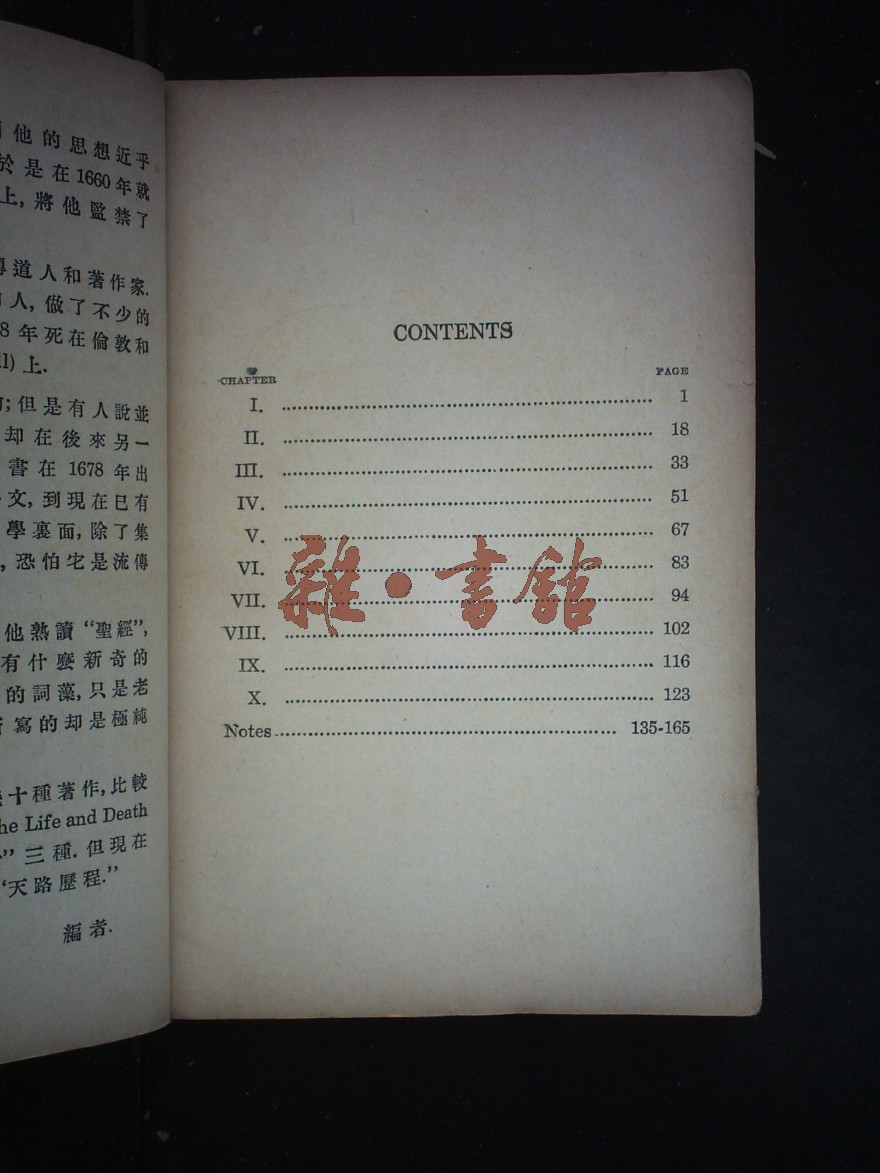 他的思想近乎
於是在1660年就
上, 將他監禁了
道人和著作家.
人, 做了不少的
8年死在倫敦和
ll) 上.
; 但是有人說並
却在後來另一
書在 1678 年出
文, 到現在已有
學裏面, 除了集
, 恐怕它是流傳
他熟讀“聖經”,
有什麼新奇的
的詞藻, 只是老
寫的却是極純
十種著作, 比較
he Life and Death
” 三種. 但現在
“天路歷程.”
編者.
CONTENTS
CHAPTER PAGE
I. 1
II. 18
III. 33
IV. 51
V. 67
VI. 83
VII. 94
VIII. 102
IX. 116
X. 123
Notes 135-165
雜·書館